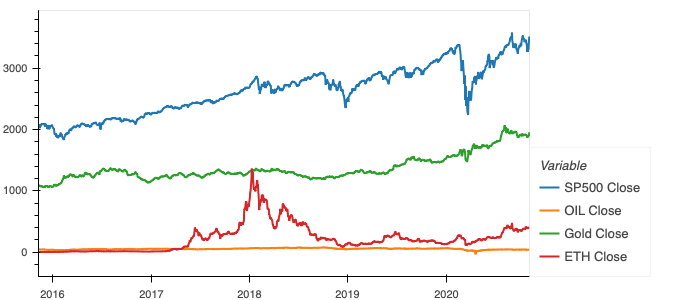 3000
2000
1000
0
2016 2017 2018 2019 2020
Variable
SP500 Close
OIL Close
Gold Close
ETH Close